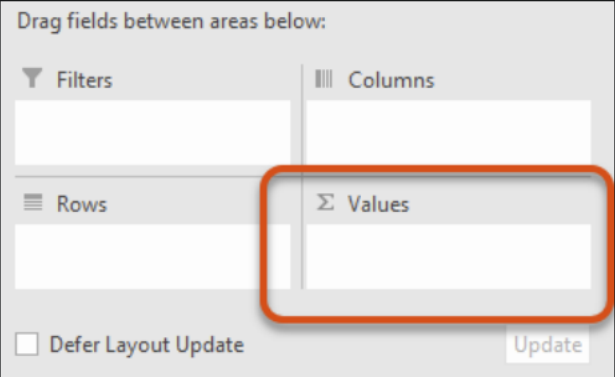 Drag fields between areas below:
Filters
Columns
Rows
Σ Values
Defer Layout Update
Update